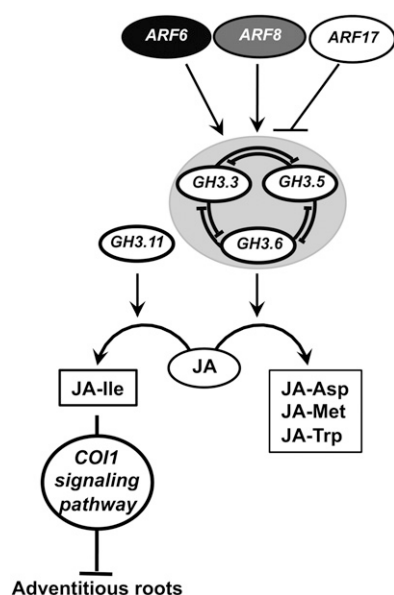 ARF6
ARF8
ARF17
GH3.3
GH3.5
GH3.6
GH3.11
JA
JA-Ile
JA-Asp
JA-Met
JA-Trp
COI1
signaling
pathway
Adventitious roots